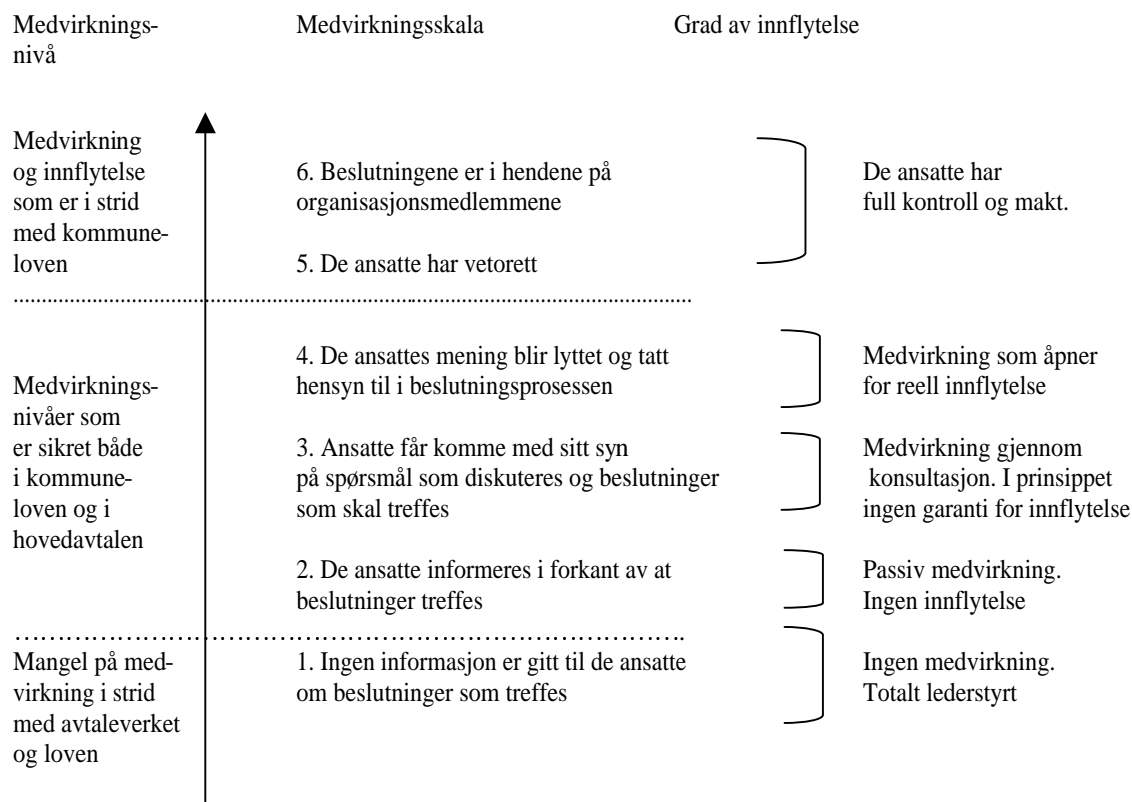 Medvirknings-
nivå
Medvirkningsskala
Grad av innflytelse
Medvirkning
og innflytelse
som er i strid
med kommune-
loven
6. Beslutningene er i hendene på
organisasjonsmedlemmene
5. De ansatte har vetorett
De ansatte har
full kontroll og makt.
Medvirknings-
nivåer som
er sikret både
i kommune-
loven og i
hovedavtalen
4. De ansattes mening blir lyttet og tatt
hensyn til i beslutningsprosessen
Medvirkning som åpner
for reell innflytelse
3. Ansatte får komme med sitt syn
på spørsmål som diskuteres og beslutninger
som skal treffes
Medvirkning gjennom
konsultasjon. I prinsippet
ingen garanti for innflytelse
2. De ansatte informeres i forkant av at
beslutninger treffes
Passiv medvirkning.
Ingen innflytelse
Mangel på med-
virkning i strid
med avtaleverket
og loven
1. Ingen informasjon er gitt til de ansatte
om beslutninger som treffes
Ingen medvirkning.
Totalt lederstyrt